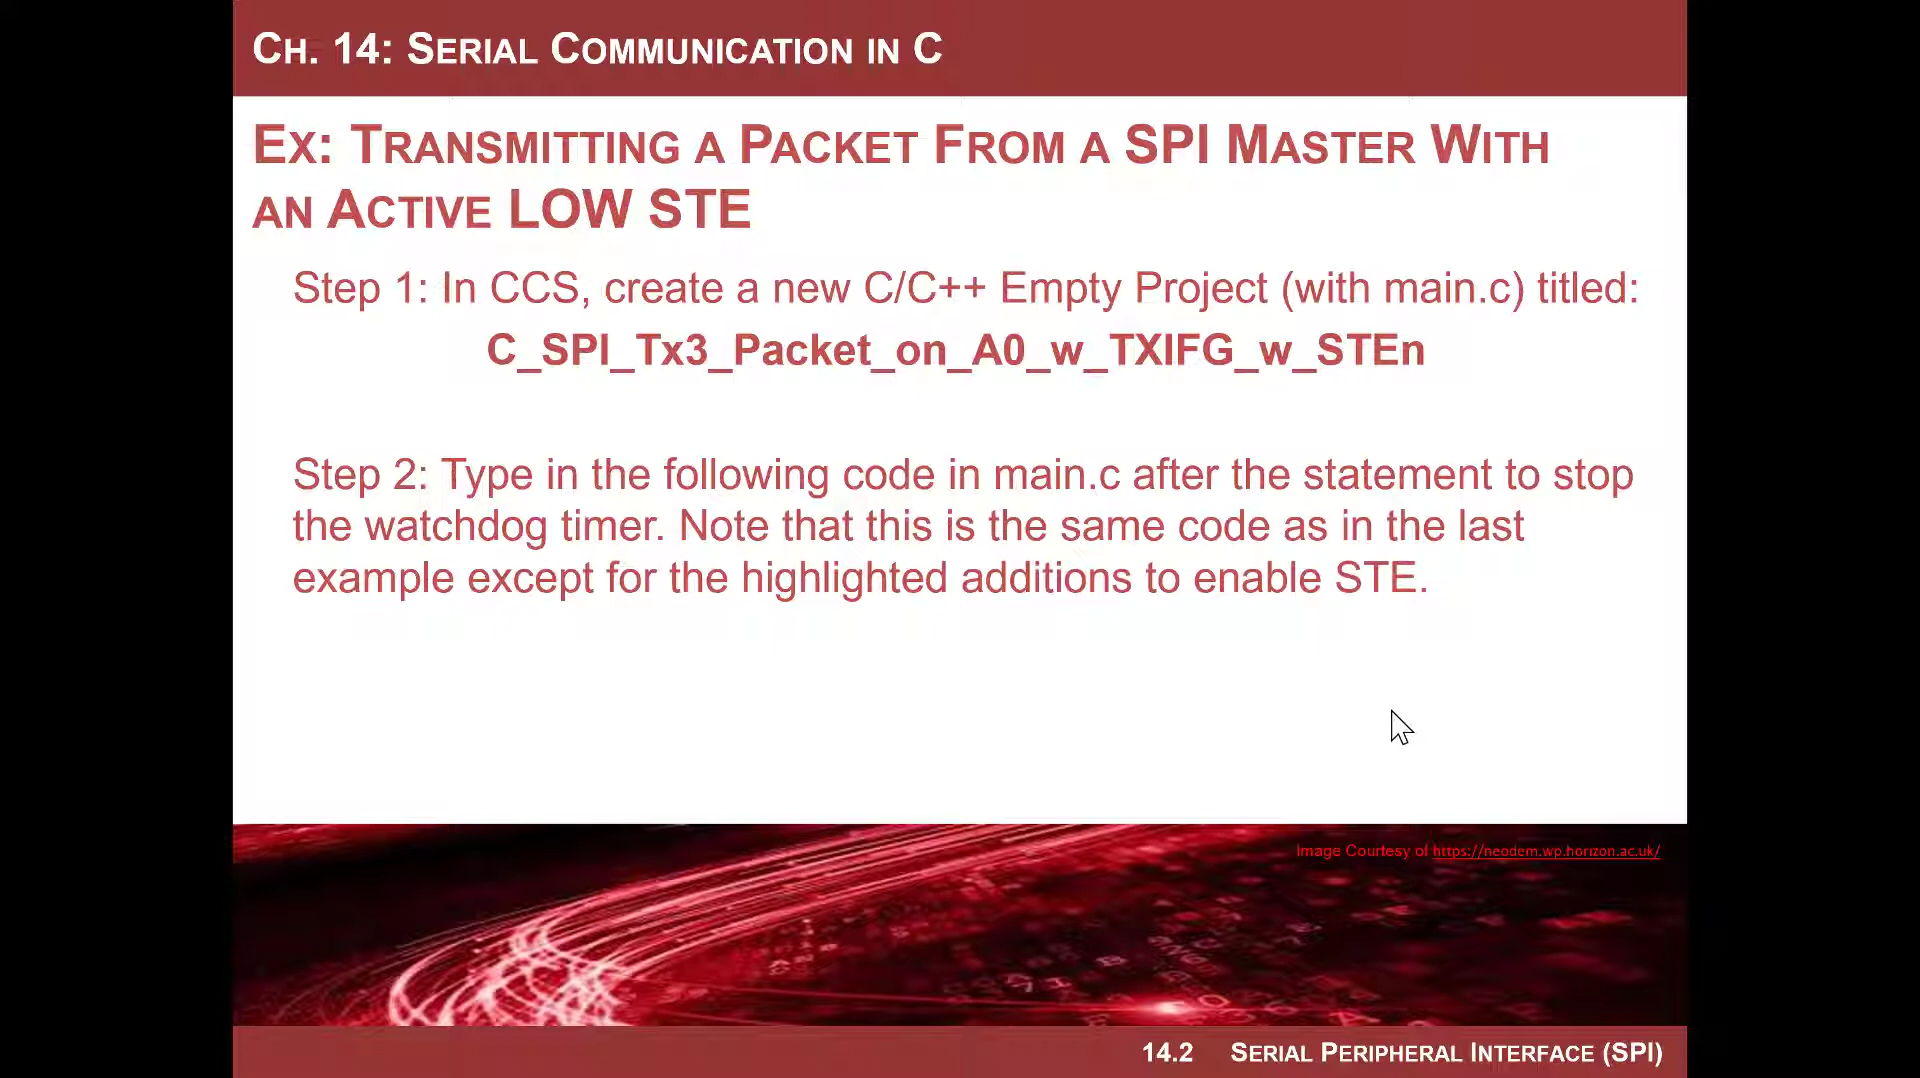 CH. 14: SERIAL COMMUNICATION IN C
EX: TRANSMITTING A PACKET FROM A SPI MASTER WITH
AN ACTIVE LOW STE
Step 1: In CCS, create a new C/C++ Empty Project (with main.c) titled:
C_SPI_Tx3_Packet_on_A0_w_TXIFG_w_STEn
Step 2: Type in the following code in main.c after the statement to stop
the watchdog timer. Note that this is the same code as in the last
example except for the highlighted additions to enable STE.
Image Courtesy of https://neodem.wp.horizon.ac.uk/
14.2 SERIAL PERIPHERAL INTERFACE (SPI)